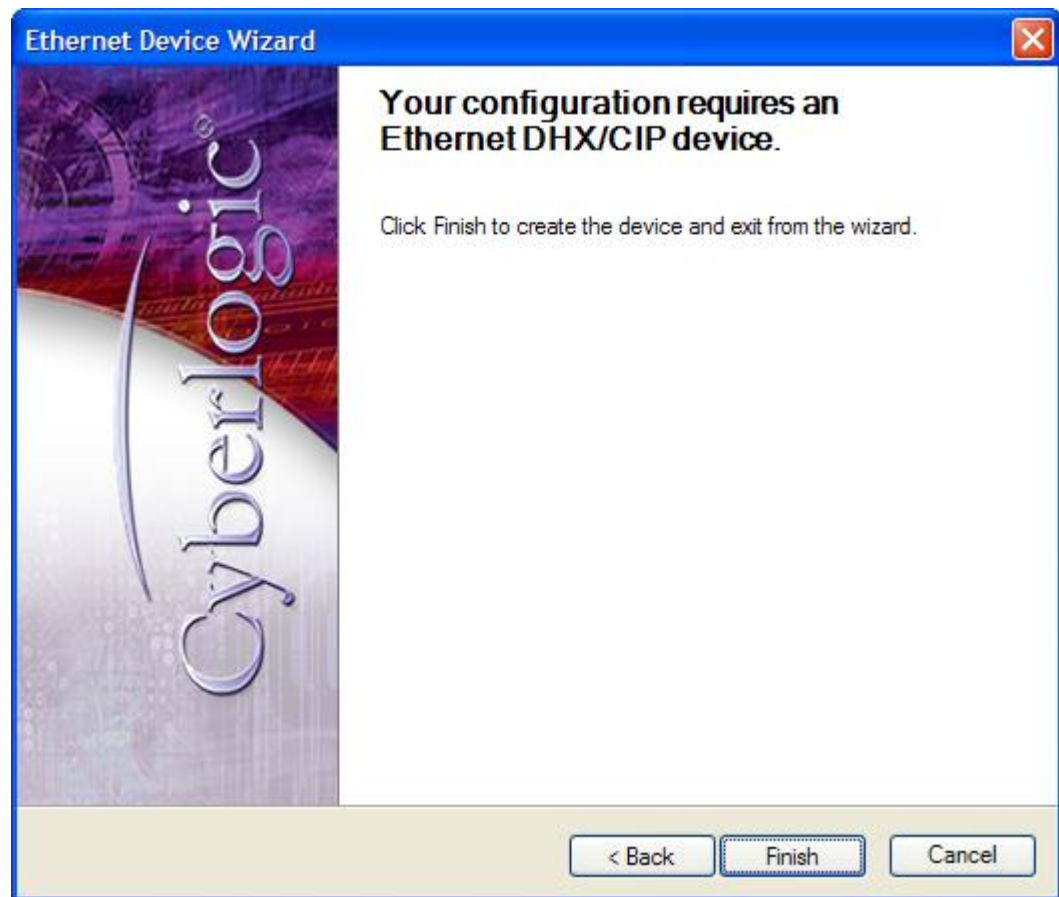 Ethernet Device Wizard
Cyberlogic®
Your configuration requires an
Ethernet DHX/CIP device.
Click Finish to create the device and exit from the wizard.
< Back
Finish
Cancel